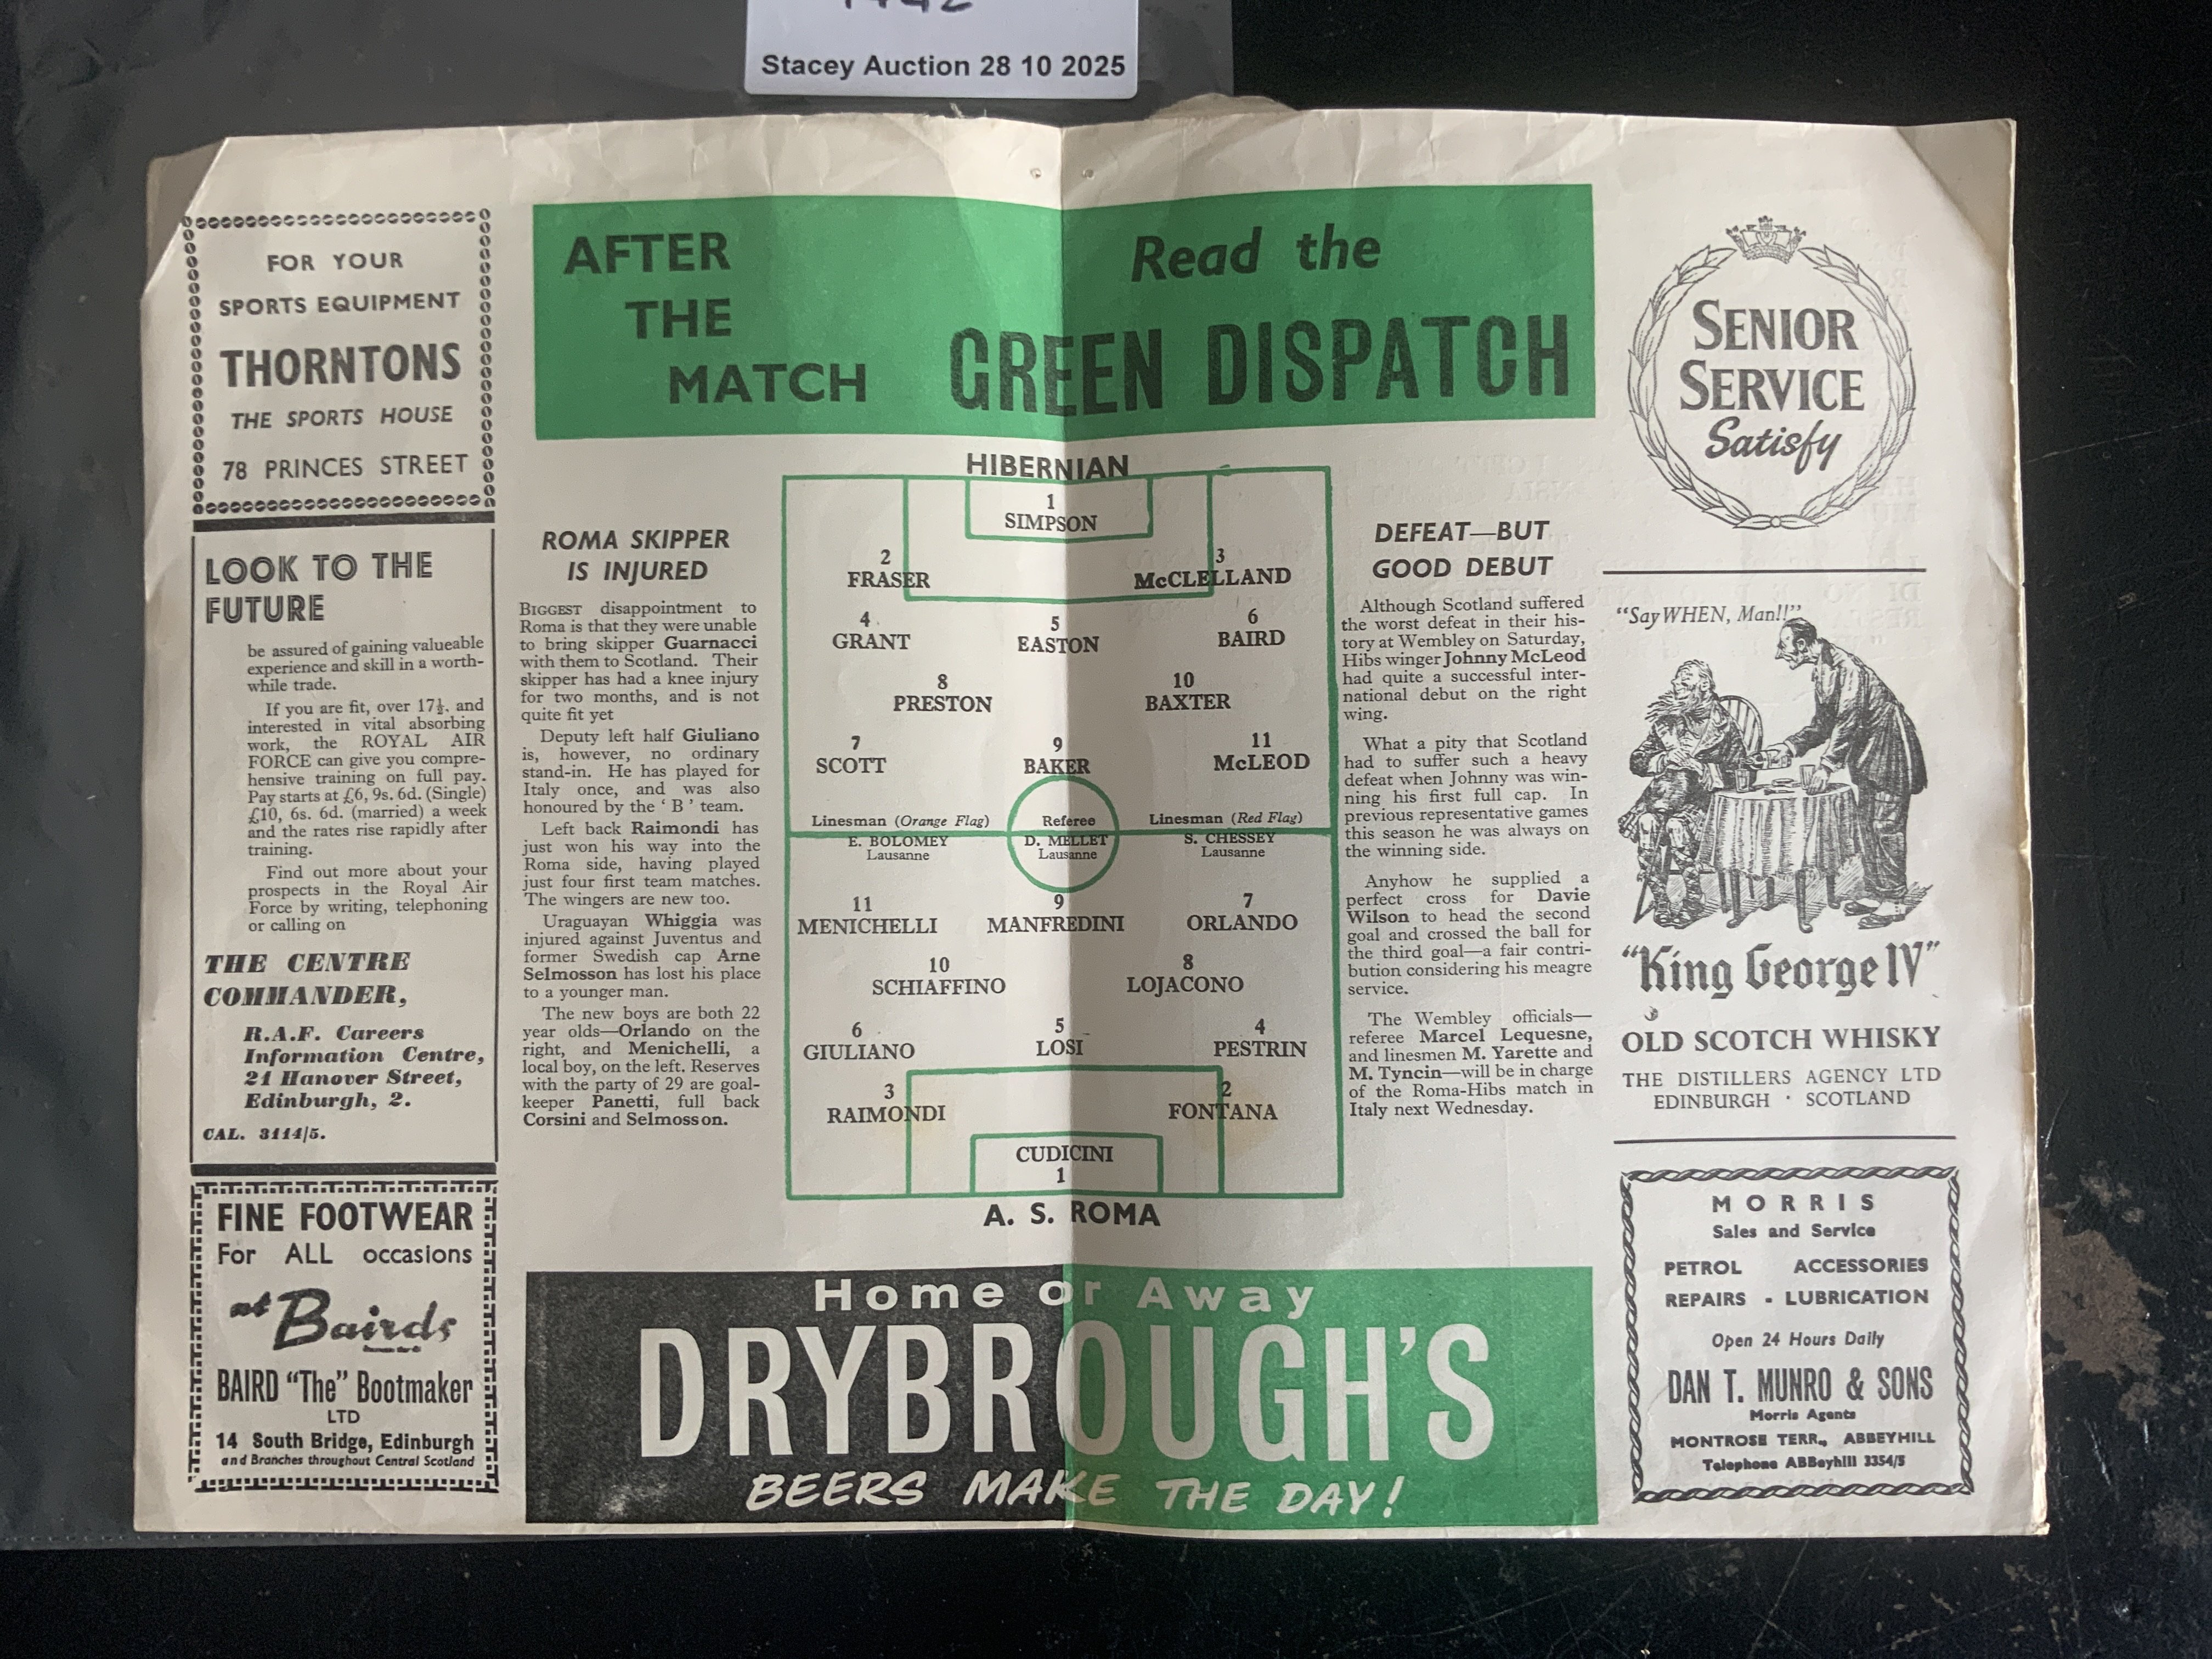 Stacey Auction 28 10 2025
FOR YOUR
SPORTS EQUIPMENT
THORNTONS
THE SPORTS HOUSE
78 PRINCES STREET
LOOK TO THE
FUTURE
be assured of gaining valueable
experience and skill in a worth-
while trade.
If you are fit, over 17½. and
interested in vital absorbing
work, the ROYAL AIR
FORCE can give you compre-
hensive training on full pay.
Pay starts at £6, 9s. 6d. (Single)
£10, 6s. 6d. (married) a week
and the rates rise rapidly after
training.
Find out more about your
prospects in the Royal Air
Force by writing, telephoning
or calling on
THE CENTRE
COMMANDER,
R.A.F. Careers
Information Centre,
21 Hanover Street,
Edinburgh, 2.
CAL. 3114/5.
FINE FOOTWEAR
For ALL occasions
at Bairds
BAIRD "The" Bootmaker
LTD
14 South Bridge, Edinburgh
and Branches throughout Central Scotland
AFTER
THE
MATCH
Read the
GREEN DISPATCH
ROMA SKIPPER
IS INJURED
BIGGEST disappointment to
Roma is that they were unable
to bring skipper Guarnacci
with them to Scotland. Their
skipper has had a knee injury
for two months, and is not
quite fit yet
Deputy left half Giuliano
is, however, no ordinary
stand-in. He has played for
Italy once, and was also
honoured by the ' B ' team.
Left back Raimondi has
just won his way into the
Roma side, having played
just four first team matches.
The wingers are new too.
Uraguayan Whiggia was
injured against Juventus and
former Swedish cap Arne
Selmosson has lost his place
to a younger man.
The new boys are both 22
year olds—Orlando on the
right, and Menichelli, a
local boy, on the left. Reserves
with the party of 29 are goal-
keeper Panetti, full back
Corsini and Selmosson.
HIBERNIAN
1
SIMPSON
2 3
FRASER McCLELLAND
4 5 6
GRANT EASTON BAIRD
8 10
PRESTON BAXTER
7 9 11
SCOTT BAKER McLEOD
Linesman (Orange Flag) Referee Linesman (Red Flag)
E. BOLOMEY D. MELLET S. CHESSEY
Lausanne Lausanne Lausanne
11 9 7
MENICHELLI MANFREDINI ORLANDO
10 8
SCHIAFFINO LOJACONO
6 5 4
GIULIANO LOSI PESTRIN
3 2
RAIMONDI FONTANA
CUDICINI
1
A. S. ROMA
DEFEAT—BUT
GOOD DEBUT
Although Scotland suffered
the worst defeat in their his-
tory at Wembley on Saturday,
Hibs winger Johnny McLeod
had quite a successful inter-
national debut on the right
wing.
What a pity that Scotland
had to suffer such a heavy
defeat when Johnny was win-
ning his first full cap. In
previous representative games
this season he was always on
the winning side.
Anyhow he supplied a
perfect cross for Davie
Wilson to head the second
goal and crossed the ball for
the third goal—a fair contri-
bution considering his meagre
service.
The Wembley officials—
referee Marcel Lequesne,
and linesmen M. Yarette and
M. Tyncin—will be in charge
of the Roma-Hibs match in
Italy next Wednesday.
Home or Away
DRYBROUGH'S
BEERS MAKE THE DAY!
SENIOR
SERVICE
Satisfy
"Say WHEN, Man!!"
"King George IV"
OLD SCOTCH WHISKY
THE DISTILLERS AGENCY LTD
EDINBURGH · SCOTLAND
MORRIS
Sales and Service
PETROL ACCESSORIES
REPAIRS - LUBRICATION
Open 24 Hours Daily
DAN T. MUNRO & SONS
Morris Agents
MONTROSE TERR., ABBEYHILL
Telephone ABBeyhill 3354/5